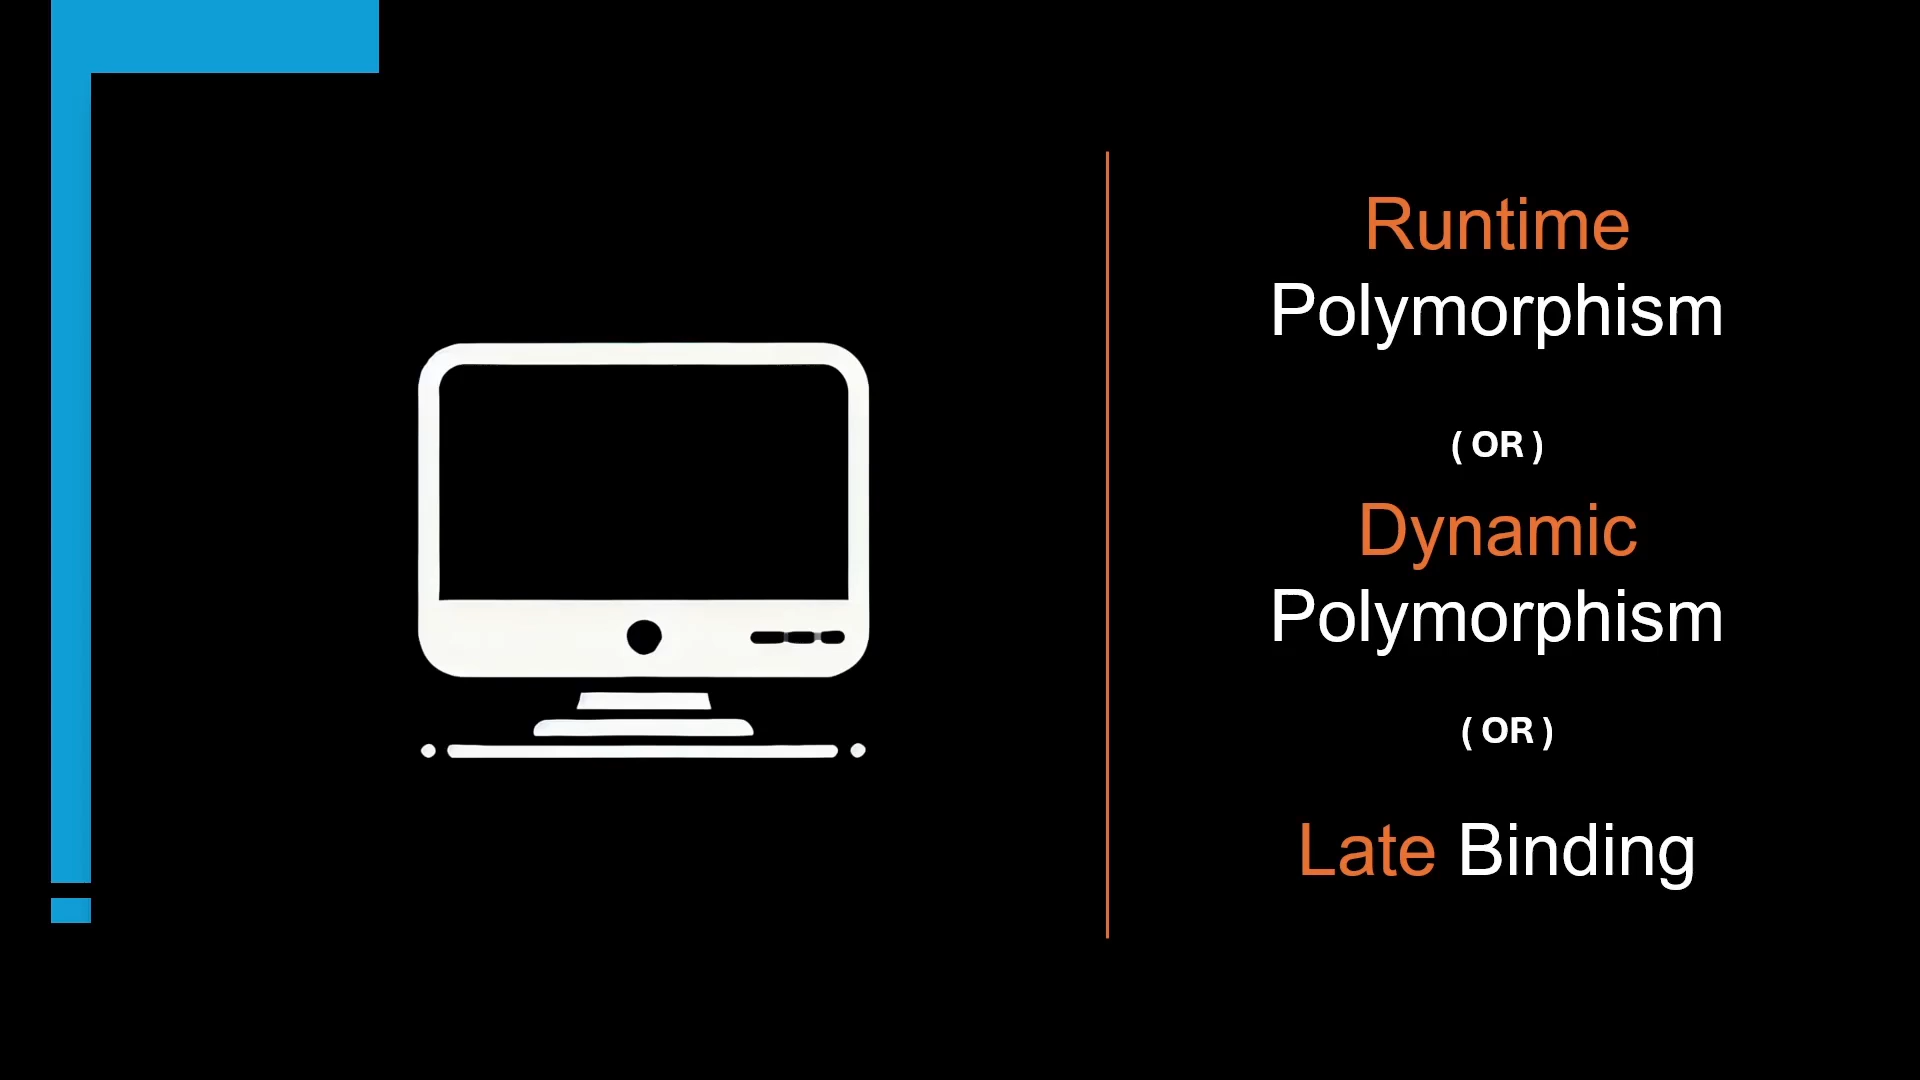 Runtime
Polymorphism
( OR )
Dynamic
Polymorphism
( OR )
Late Binding